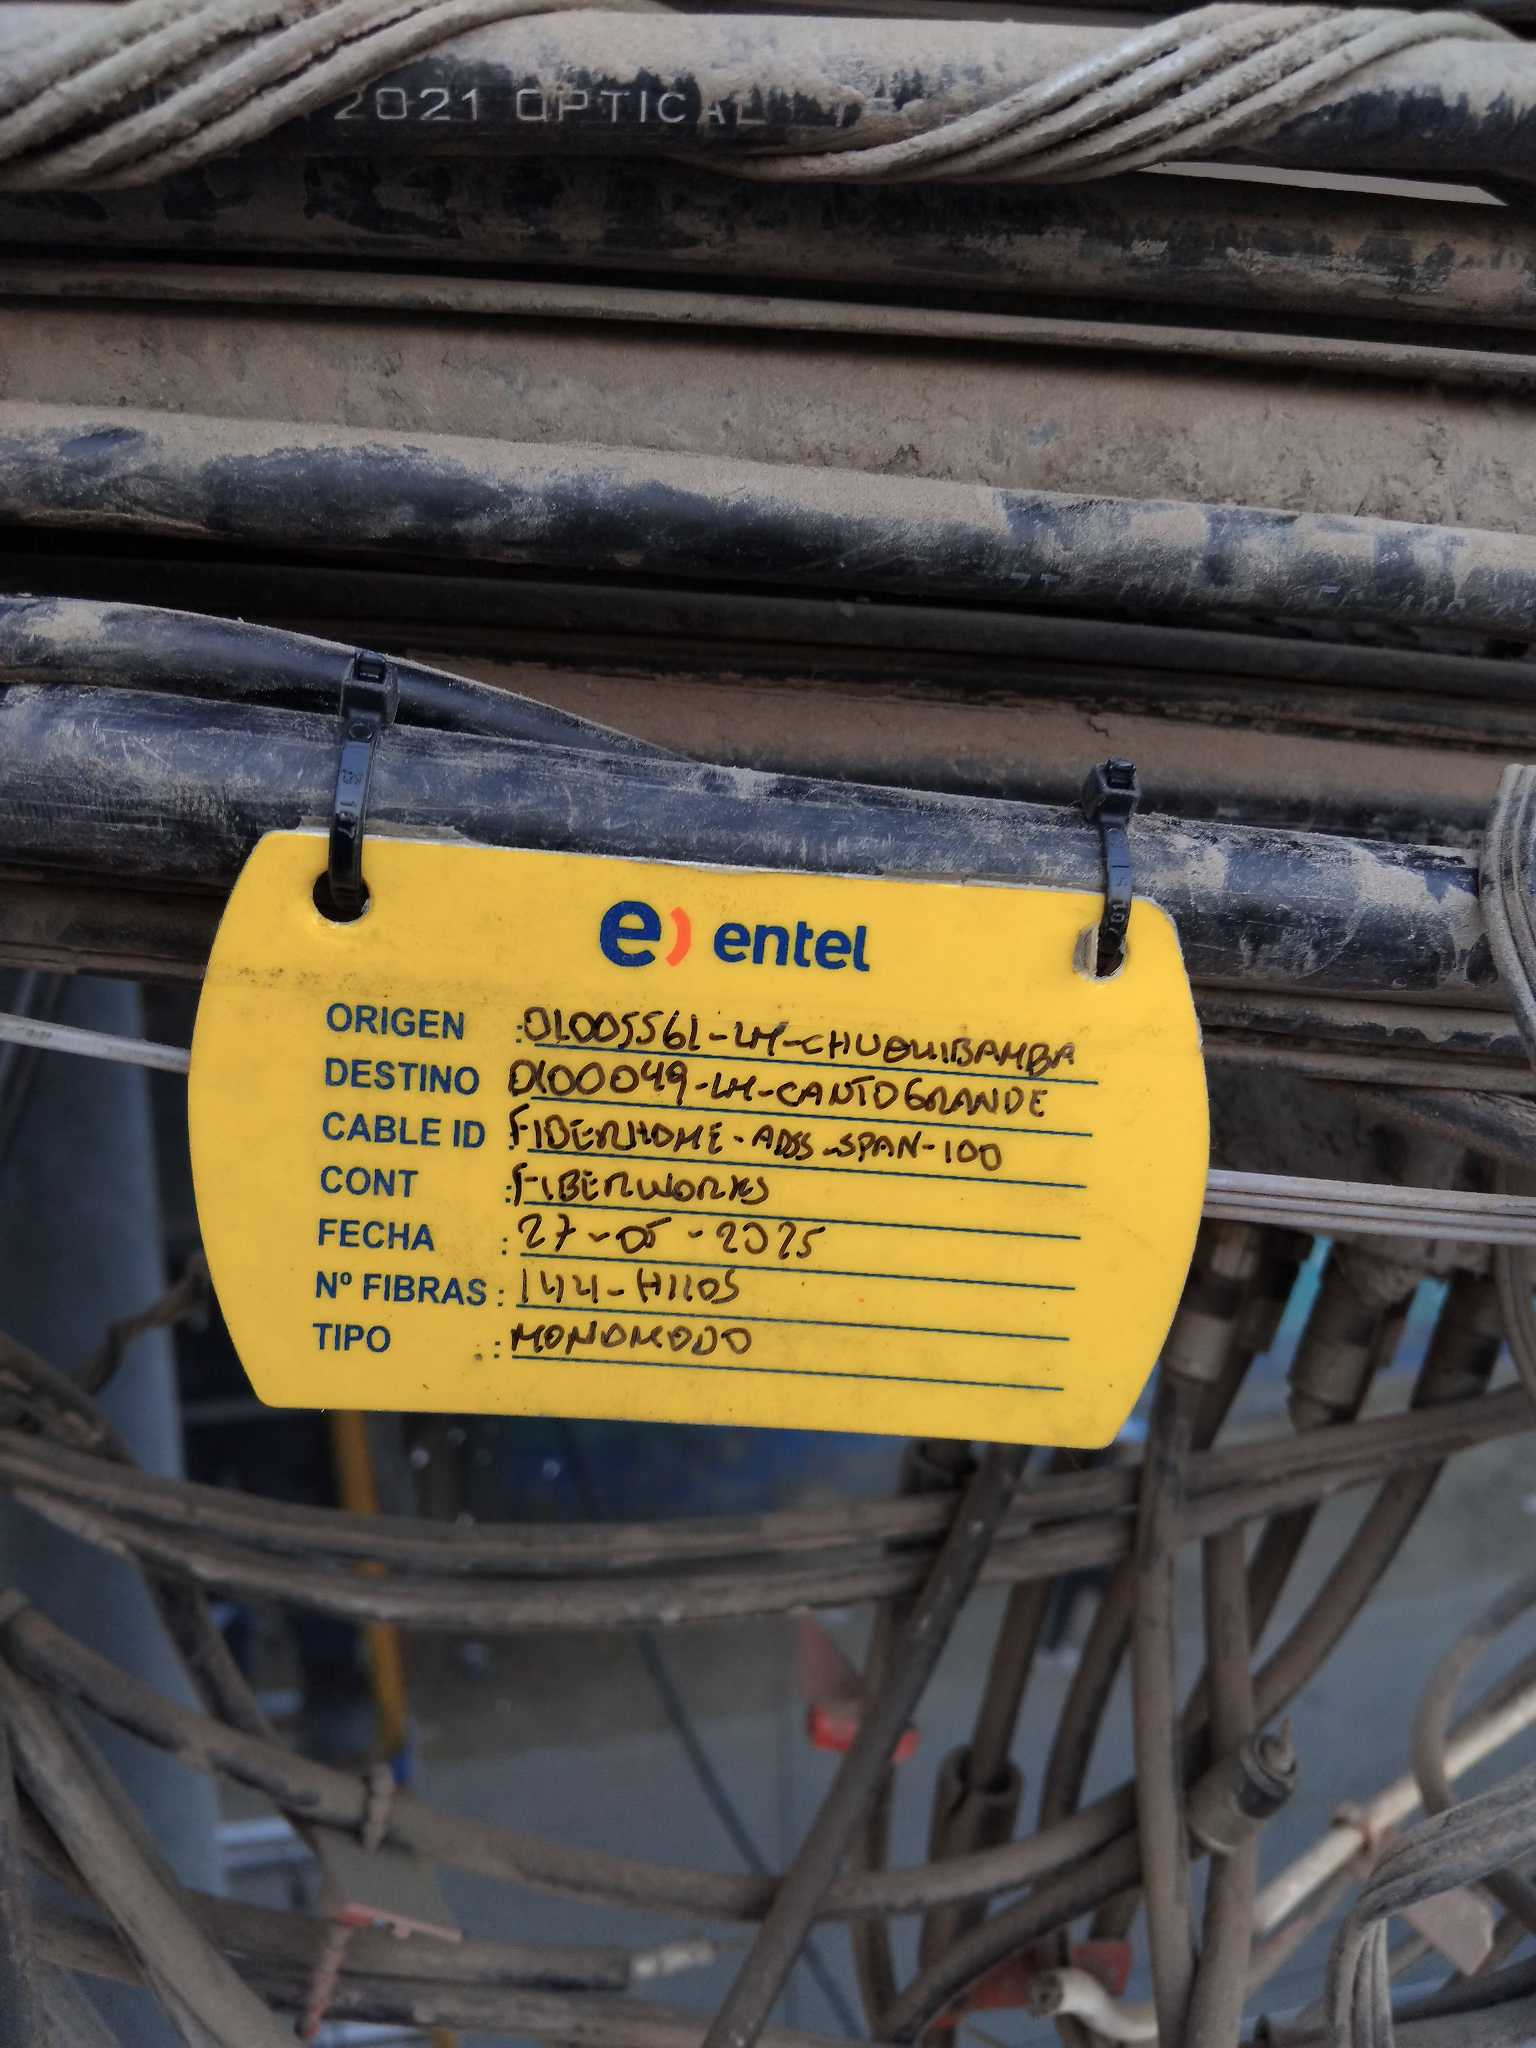 2021 OPTICAL
e) entel
ORIGEN : 01005561-LM-CHUQUIBAMBA
DESTINO 0100049-LM-CANTOGRANDE
CABLE ID FIBERHOME-ADSS-SPAN-100
CONT : FIBERWORKS
FECHA : 27-05-2025
Nº FIBRAS : 144-HILOS
TIPO : MONOMODO